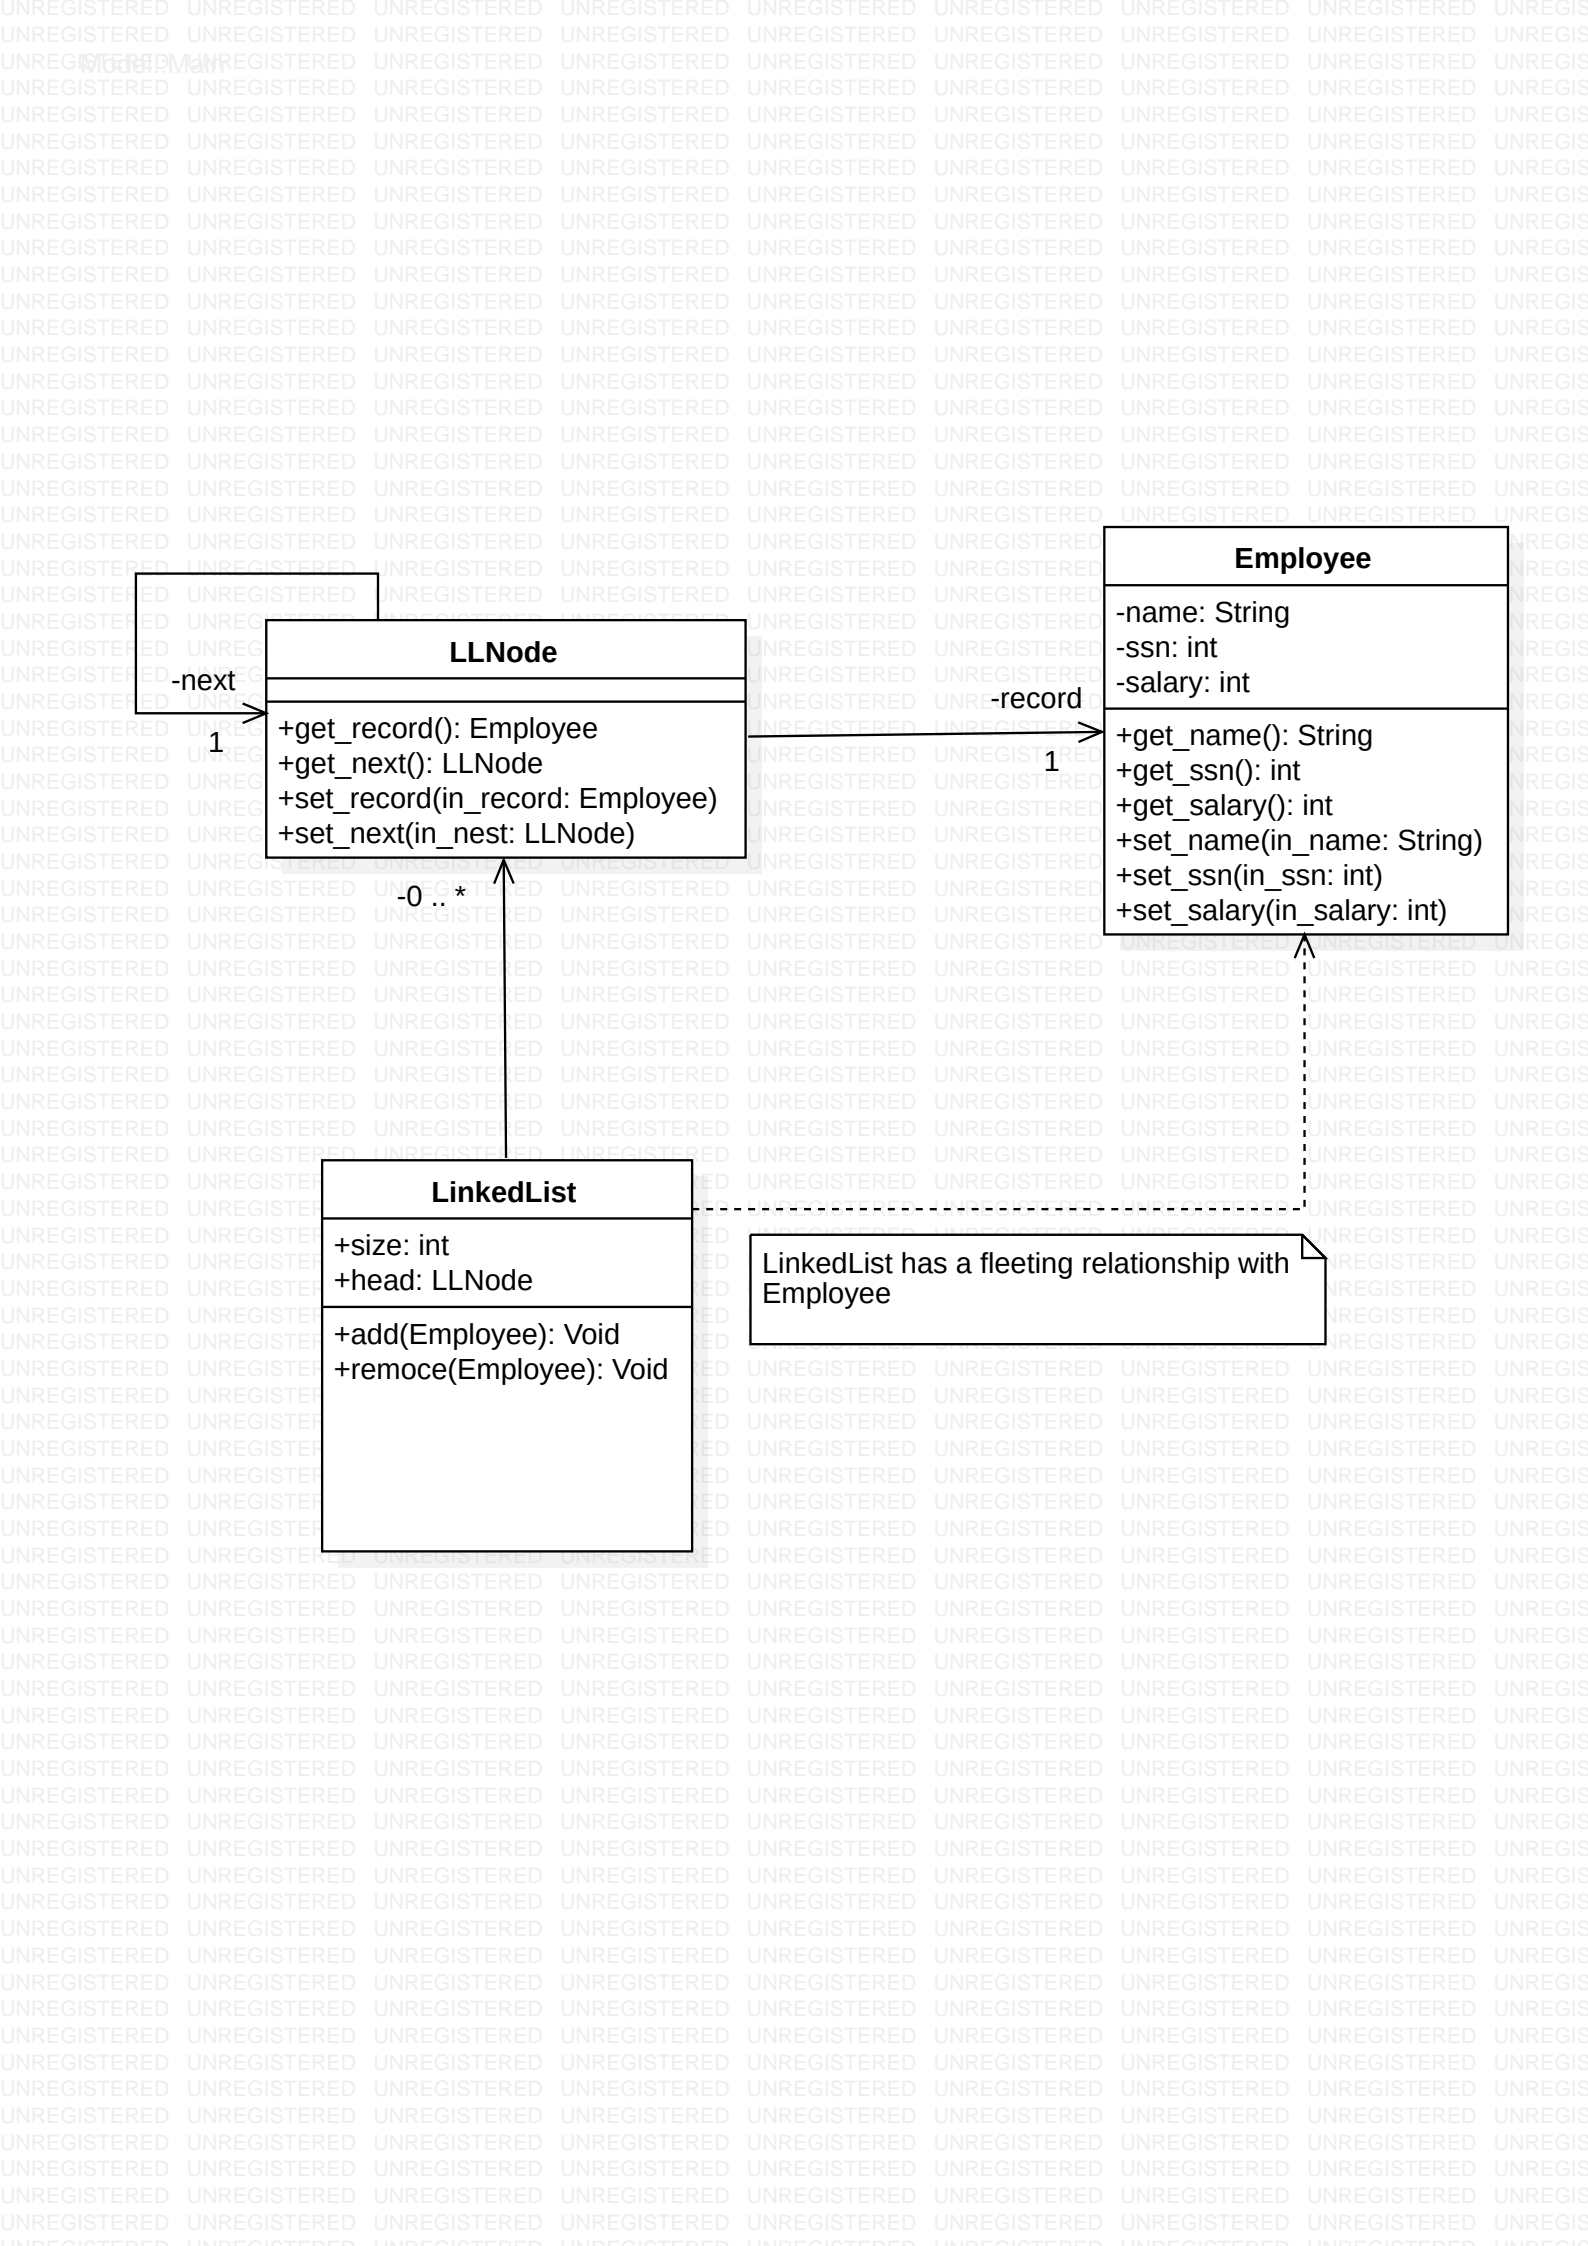 Model::Main
Employee
-name: String
-ssn: int
-salary: int
+get_name(): String
+get_ssn(): int
+get_salary(): int
+set_name(in_name: String)
+set_ssn(in_ssn: int)
+set_salary(in_salary: int)
LLNode
+get_record(): Employee
+get_next(): LLNode
+set_record(in_record: Employee)
+set_next(in_nest: LLNode)
-next
1
-record
1
-0 .. *
LinkedList
+size: int
+head: LLNode
+add(Employee): Void
+remoce(Employee): Void
LinkedList has a fleeting relationship with
Employee
UNREGISTERED